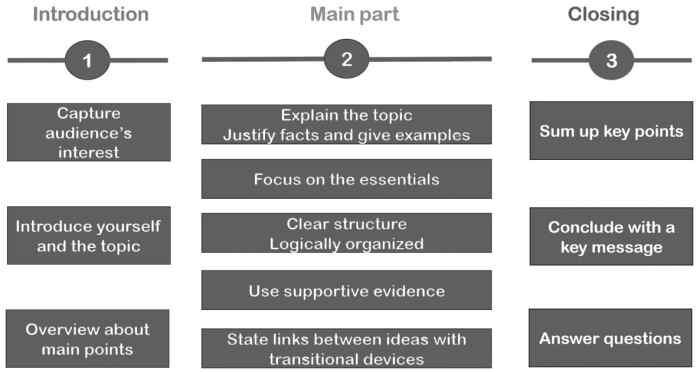 Introduction
1
Capture
audience's
interest
Introduce yourself
and the topic
Overview about
main points
Main part
2
Explain the topic
Justify facts and give examples
Focus on the essentials
Clear structure
Logically organized
Use supportive evidence
State links between ideas with
transitional devices
Closing
3
Sum up key points
Conclude with a
key message
Answer questions